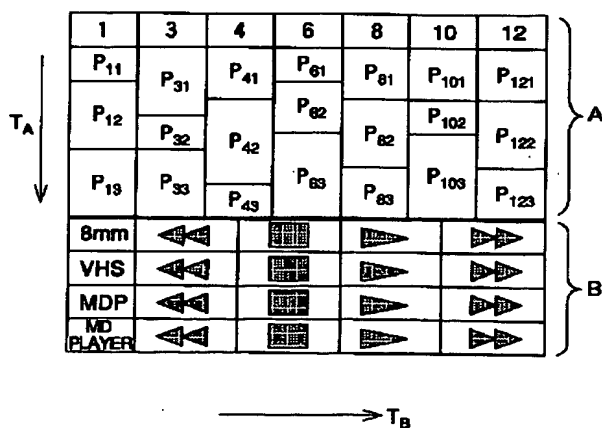 1 3 4 6 8 10 12
P11 P31 P41 P61 P81 P101 P121
P12 P32 P42 P62 P82 P102 P122
P13 P33 P43 P63 P83 P103 P123
TA
A
8mm
VHS
MDP
MD
PLAYER
B
TB